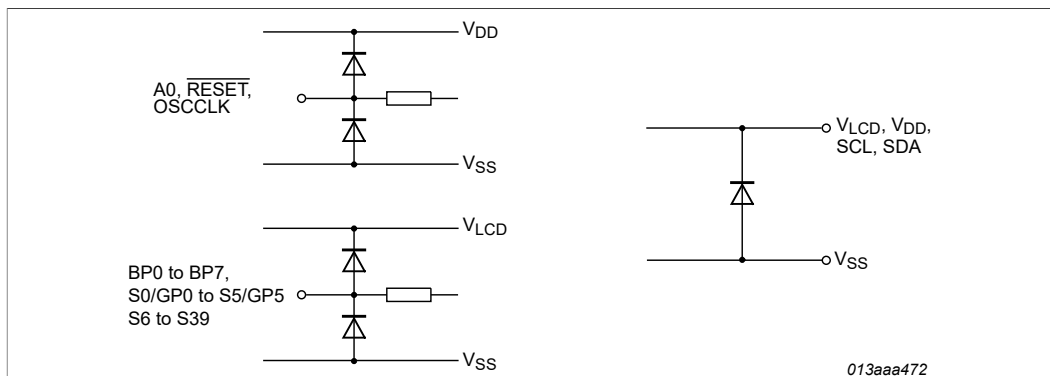 VDD
A0, RESET,
OSCCLK
VSS
VLCD
BP0 to BP7,
S0/GP0 to S5/GP5
S6 to S39
VSS
VLCD, VDD,
SCL, SDA
VSS
013aaa472